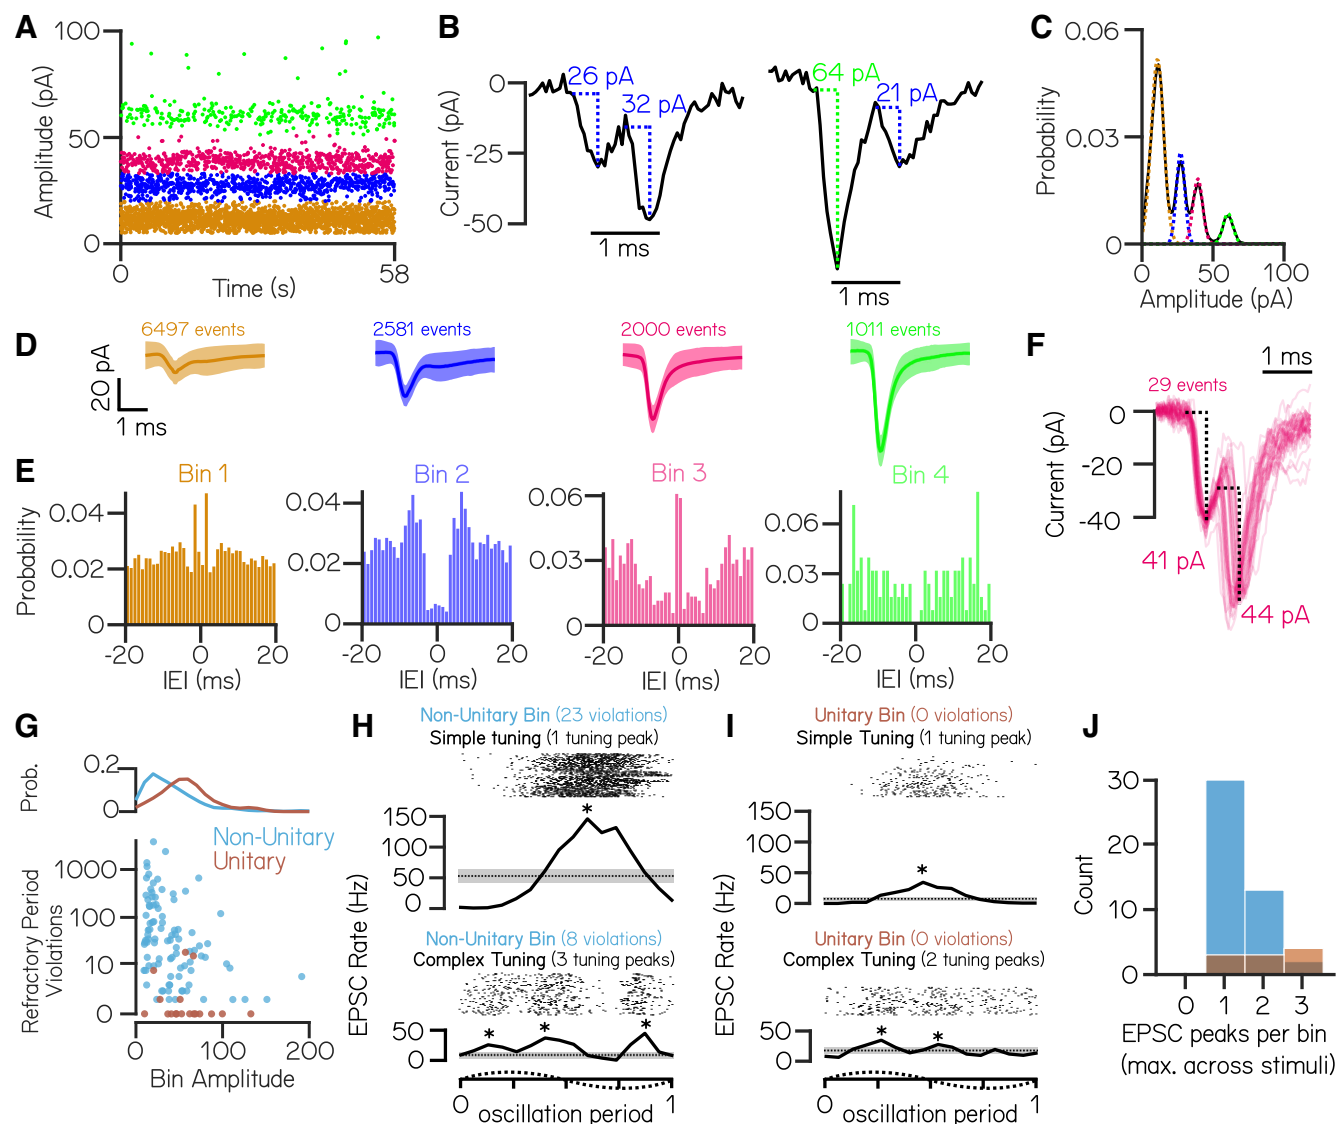 A
100
50
0
Amplitude (pA)
0
58
Time (s)
B
0
-25
-50
Current (pA)
26 pA
32 pA
1 ms
64 pA
21 pA
1 ms
C
0.06
0.03
0
Probability
0
50
100
Amplitude (pA)
D
20 pA
1 ms
6497 events
2581 events
2000 events
1011 events
E
Probability
Bin 1
0.04
0.02
0
-20
0
20
IEI (ms)
Bin 2
0.04
0.02
0
-20
0
20
IEI (ms)
Bin 3
0.06
0.03
0
-20
0
20
IEI (ms)
Bin 4
0.06
0.03
0
-20
0
20
IEI (ms)
F
1 ms
29 events
0
-20
-40
Current (pA)
41 pA
44 pA
G
0.2
0
Prob.
Non-Unitary
Unitary
1000
100
10
0
Refractory Period
Violations
0
100
200
Bin Amplitude
H
Non-Unitary Bin (23 violations)
Simple tuning (1 tuning peak)
*
150
100
50
0
EPSC Rate (Hz)
Non-Unitary Bin (8 violations)
Complex Tuning (3 tuning peaks)
* * *
50
0
0
1
oscillation period
I
Unitary Bin (0 violations)
Simple Tuning (1 tuning peak)
150
100
50
0
*
EPSC Rate (Hz)
Unitary Bin (0 violations)
Complex Tuning (2 tuning peaks)
* *
50
0
0
1
oscillation period
J
30
20
10
0
Count
0
1
2
3
EPSC peaks per bin
(max. across stimuli)